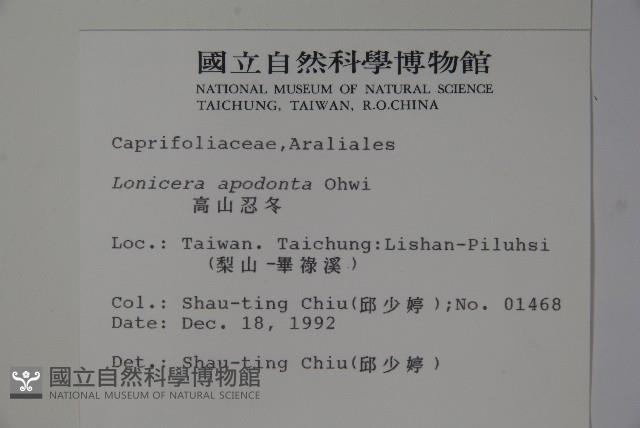 國立自然科學博物館
NATIONAL MUSEUM OF NATURAL SCIENCE
TAICHUNG, TAIWAN, R.O.CHINA
Caprifoliaceae,Araliales
Lonicera apodonta Ohwi
高山忍冬
Loc.: Taiwan. Taichung:Lishan-Piluhsi
(梨山-畢祿溪)
Col.: Shau-ting Chiu(邱少婷);No. 01468
Date: Dec. 18, 1992
Det.: Shau-ting Chiu(邱少婷)
國立自然科學博物館
NATIONAL MUSEUM OF NATURAL SCIENCE